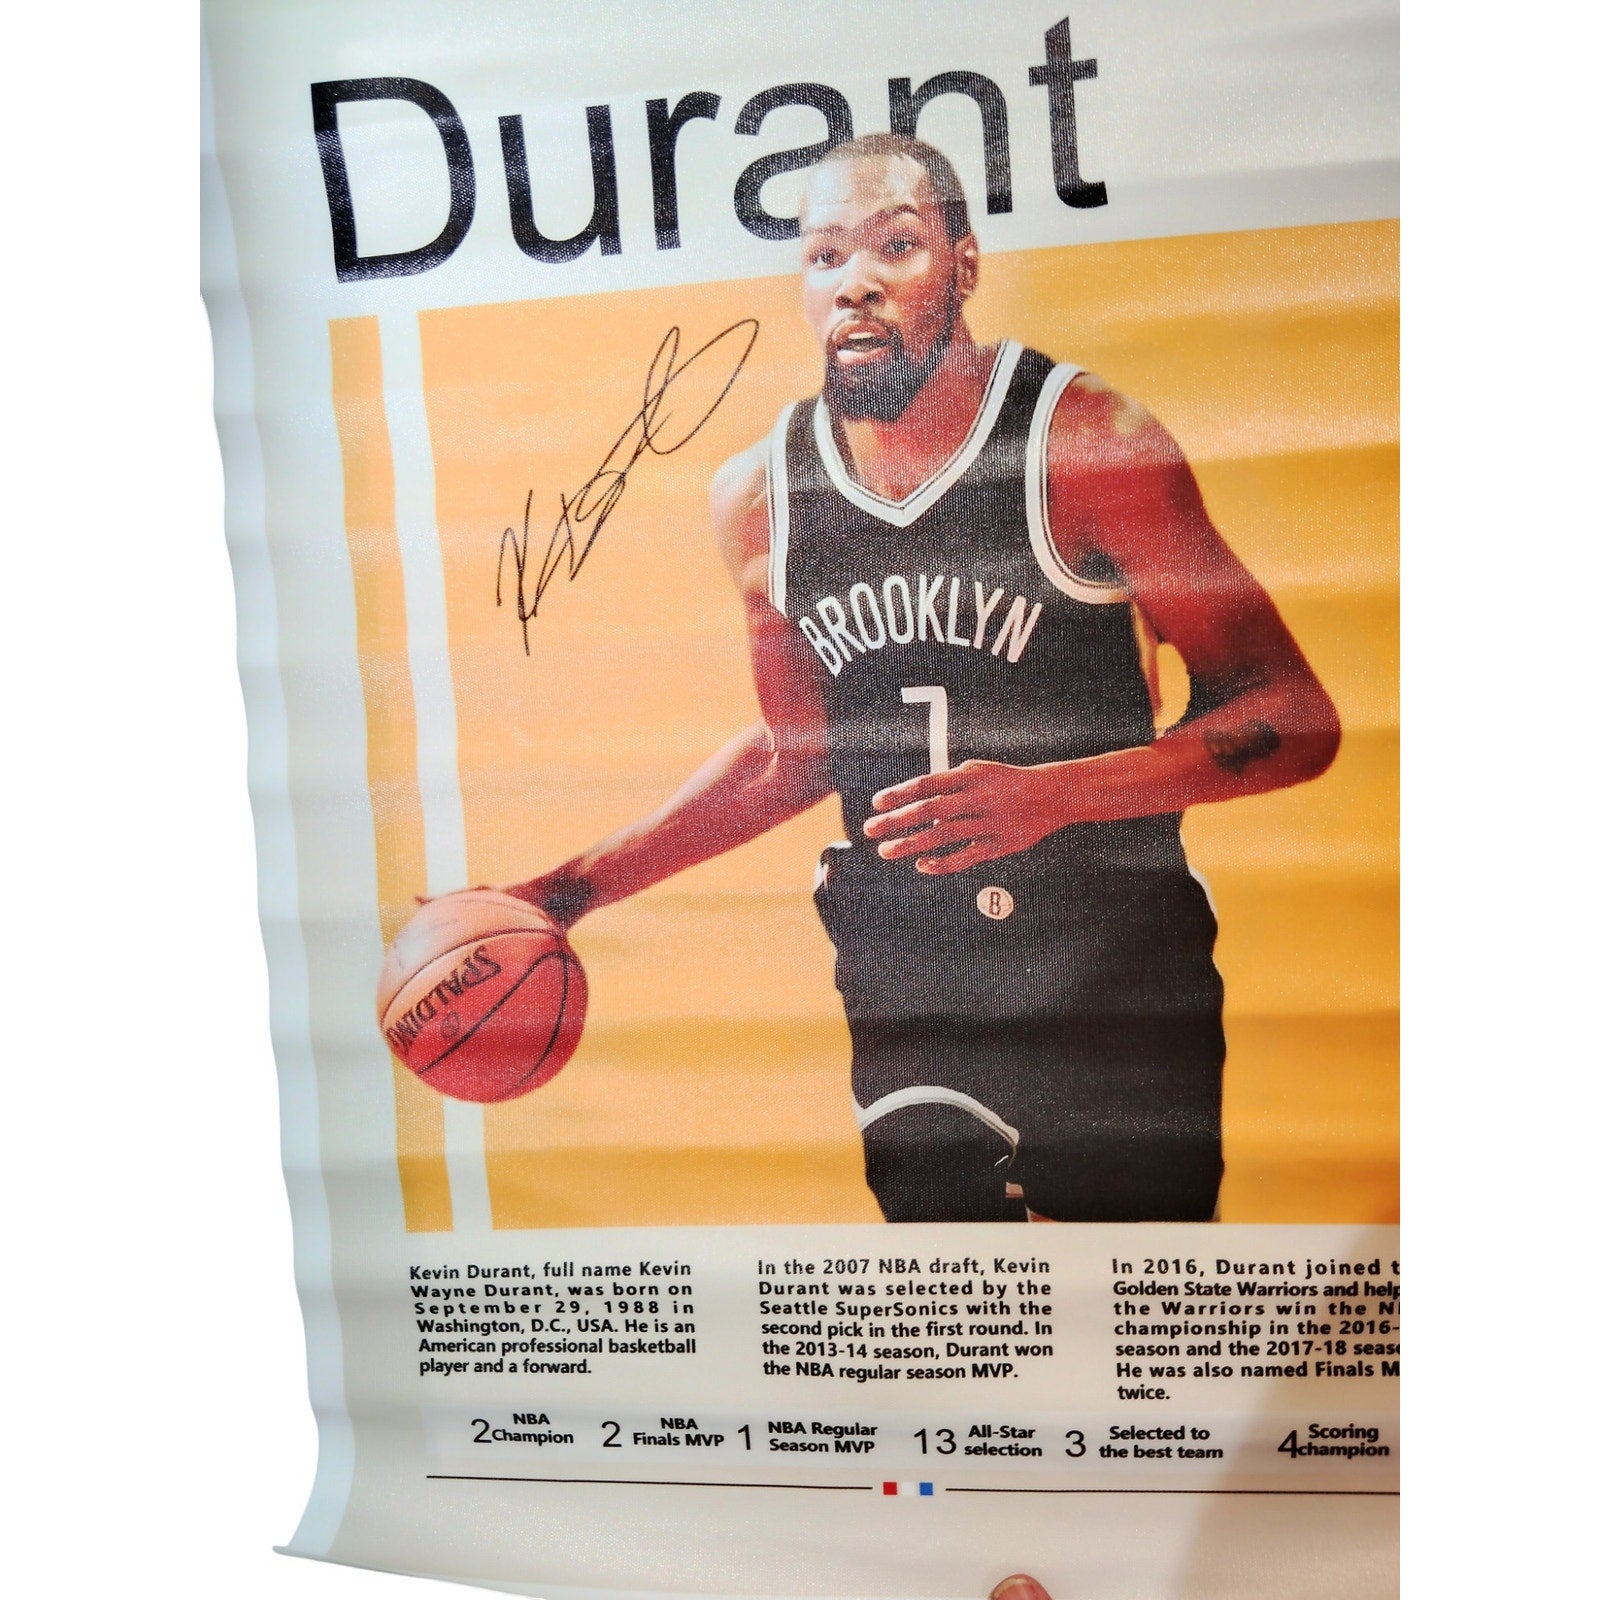 Durant
BROOKLYN
7
B
SPALDING
Kevin Durant, full name Kevin
Wayne Durant, was born on
September 29, 1988 in
Washington, D.C., USA. He is an
American professional basketball
player and a forward.
In the 2007 NBA draft, Kevin
Durant was selected by the
Seattle SuperSonics with the
second pick in the first round. In
the 2013-14 season, Durant won
the NBA regular season MVP.
In 2016, Durant joined t
Golden State Warriors and help
the Warriors win the N
championship in the 2016-
season and the 2017-18 seas
He was also named Finals M
twice.
2 NBA
Champion
2 NBA
Finals MVP
1 NBA Regular
Season MVP
13 All-Star
selection
3 Selected to
the best team
4 Scoring
champion